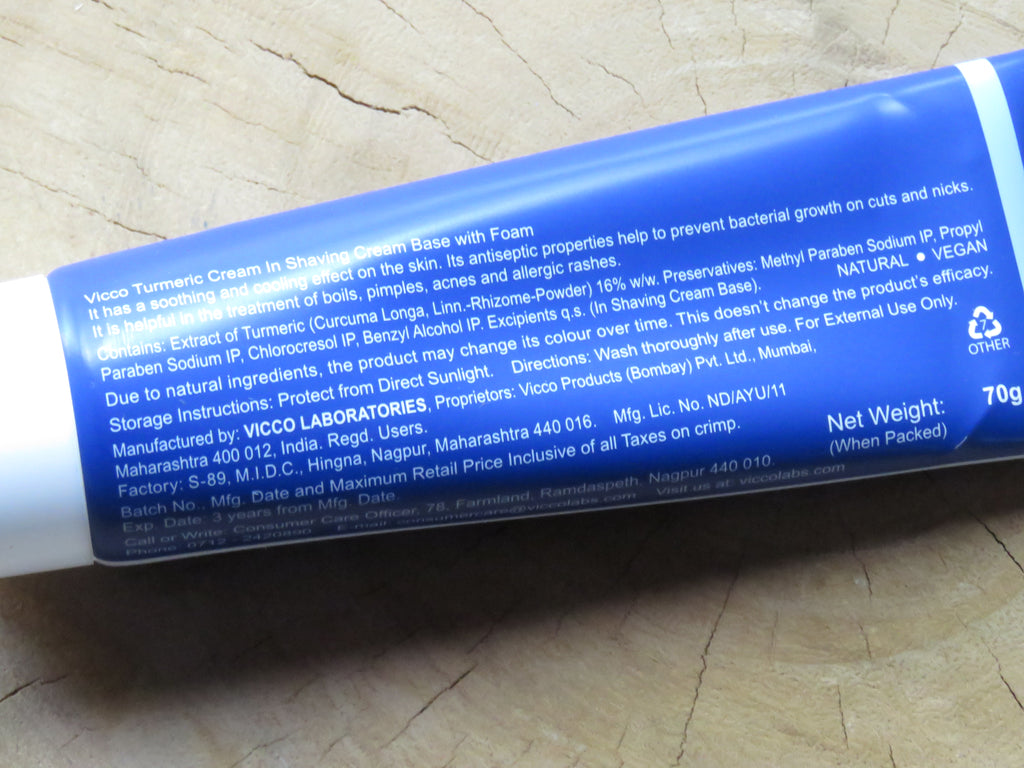 Vicco Turmeric Cream In Shaving Cream Base with Foam
It has a soothing and cooling effect on the skin. Its antiseptic properties help to prevent bacterial growth on cuts and nicks.
It is helpful in the treatment of boils, pimples, acnes and allergic rashes.
Contains: Extract of Turmeric (Curcuma Longa, Linn.-Rhizome-Powder) 16% w/w. Preservatives: Methyl Paraben Sodium IP, Propyl
Paraben Sodium IP, Chlorocresol IP, Benzyl Alcohol IP. Excipients q.s. (In Shaving Cream Base).
NATURAL • VEGAN
Due to natural ingredients, the product may change its colour over time. This doesn't change the product's efficacy.
Storage Instructions: Protect from Direct Sunlight. Directions: Wash thoroughly after use. For External Use Only.
Manufactured by: VICCO LABORATORIES, Proprietors: Vicco Products (Bombay) Pvt. Ltd., Mumbai,
Maharashtra 400 012, India. Regd. Users.
Factory: S-89, M.I.D.C., Hingna, Nagpur, Maharashtra 440 016. Mfg. Lic. No. ND/AYU/11
Batch No., Mfg. Date and Maximum Retail Price Inclusive of all Taxes on crimp.
Exp. Date: 3 years from Mfg. Date.
Call or Write : Consumer Care Officer, 78, Farmland, Ramdaspeth, Nagpur 440 010.
Phone: 0712 - 2420890 E-mail: consumercare@viccolabs.com Visit us at: viccolabs.com
7
OTHER
Net Weight: 70g
(When Packed)